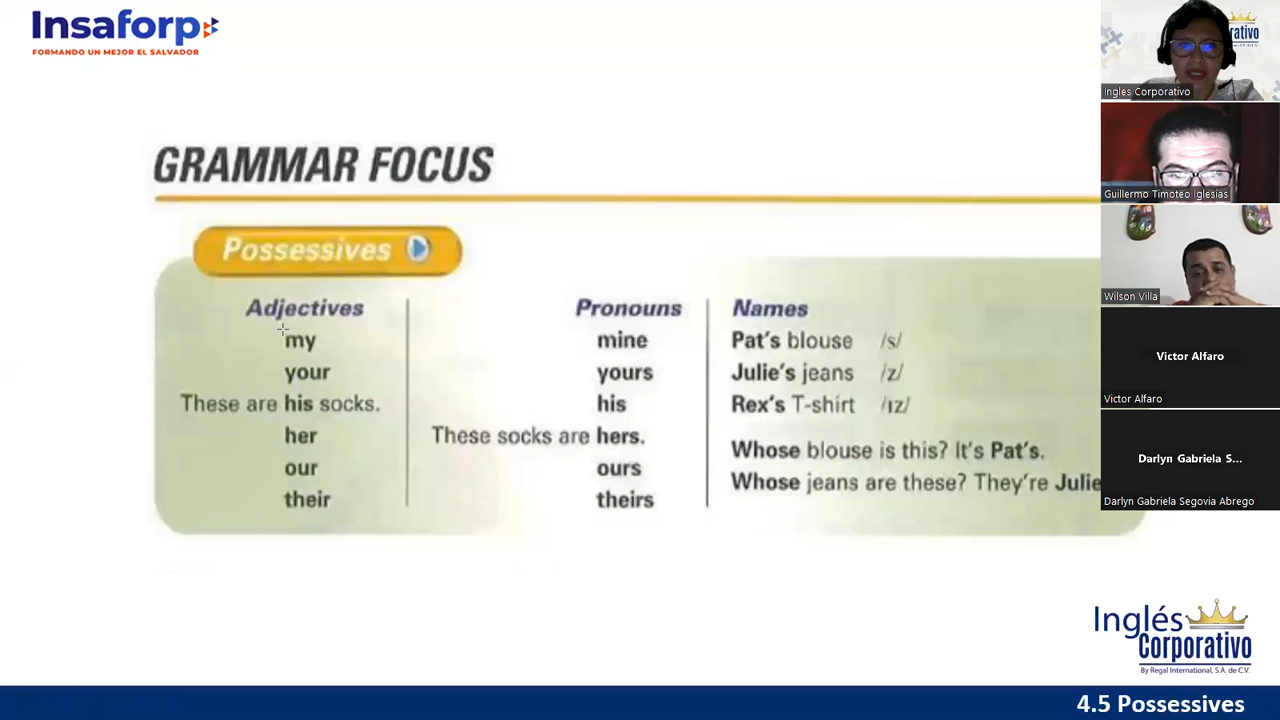 Insaforp
FORMANDO UN MEJOR EL SALVADOR
GRAMMAR FOCUS
Possessives
Adjectives
my
your
These are his socks.
her
our
their
Pronouns
mine
yours
his
These socks are hers.
ours
theirs
Names
Pat's blouse /s/
Julie's jeans /z/
Rex's T-shirt /ɪz/
Whose blouse is this? It's Pat's.
Whose jeans are these? They're Julie
Ingles Corporativo
Guillermo Timoteo Iglesias
Wilson Villa
Victor Alfaro
Victor Alfaro
Darlyn Gabriela S...
Darlyn Gabriela Segovia Abrego
Inglés
Corporativo
By Regal International, S.A. de C.V.
4.5 Possessives